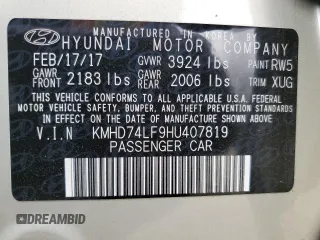 MANUFACTURED IN KOREA BY
HYUNDAI MOTOR COMPANY
FEB/17/17 GVWR 3924 lbs PAINT RW5
GAWR FRONT 2183 lbs GAWR REAR 2006 lbs TRIM XUG
THIS VEHICLE CONFORMS TO ALL APPLICABLE U.S. FEDERAL
MOTOR VEHICLE SAFETY, BUMPER, AND THEFT PREVENTION
STANDARDS IN EFFECT ON THE DATE OF MANUFACTURE SHOWN ABOVE.
V.I.N KMHD74LF9HU407819
PASSENGER CAR
DREAMBID